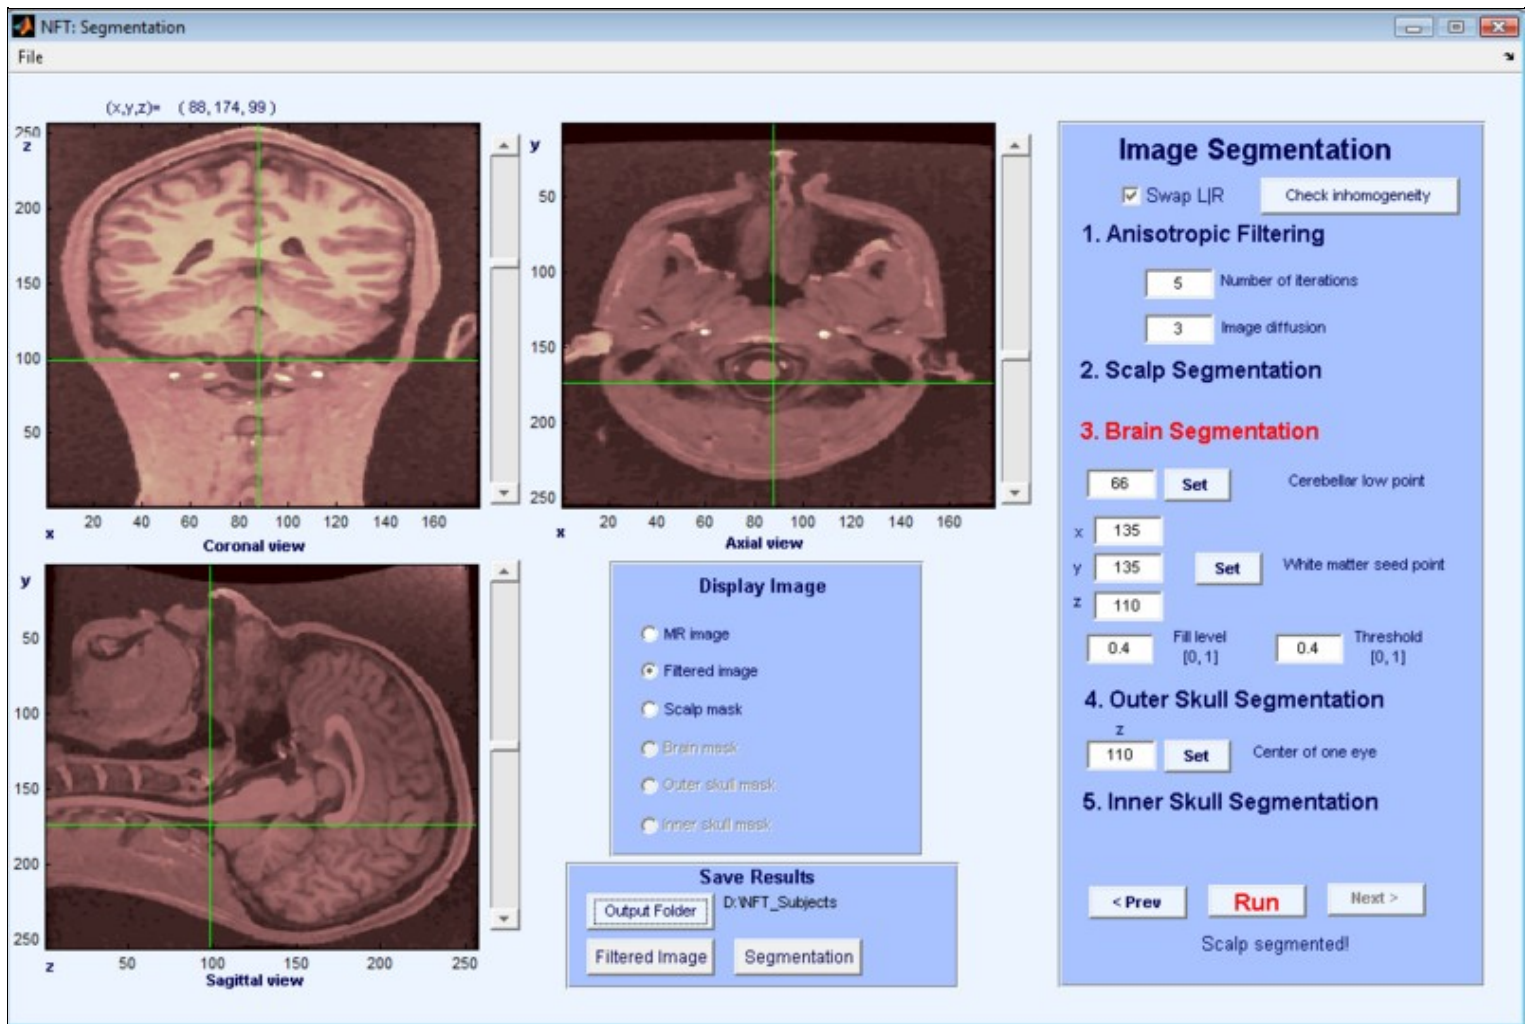 NFT: Segmentation
File
(x,y,z)= ( 88, 174, 99 )
250
z
200
150
100
50
20 40 60 80 100 120 140 160
x
Coronal view
y
50
100
150
200
250
20 40 60 80 100 120 140 160
x
Axial view
y
50
100
150
200
250
z
50 100 150 200 250
Sagittal view
Display Image
MR image
Filtered image
Scalp mask
Brain mask
Outer skull mask
Inner skull mask
Save Results
Output Folder D:\NFT_Subjects
Filtered Image Segmentation
Image Segmentation
Swap L|R Check inhomogeneity
1. Anisotropic Filtering
5 Number of iterations
3 Image diffusion
2. Scalp Segmentation
3. Brain Segmentation
66 Set Cerebellar low point
x 135
y 135 Set White matter seed point
z 110
0.4 Fill level 0.4 Threshold
[0, 1] [0, 1]
4. Outer Skull Segmentation
z
110 Set Center of one eye
5. Inner Skull Segmentation
< Prev Run Next >
Scalp segmented!